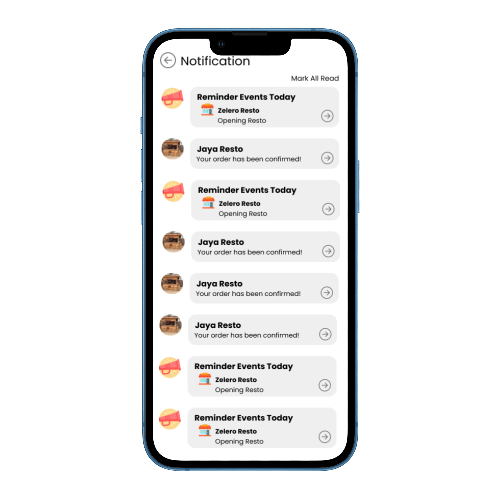 Notification
Mark All Read
Reminder Events Today
Zelero Resto
Opening Resto
Jaya Resto
Your order has been confirmed!
Reminder Events Today
Zelero Resto
Opening Resto
Jaya Resto
Your order has been confirmed!
Jaya Resto
Your order has been confirmed!
Jaya Resto
Your order has been confirmed!
Reminder Events Today
Zelero Resto
Opening Resto
Reminder Events Today
Zelero Resto
Opening Resto